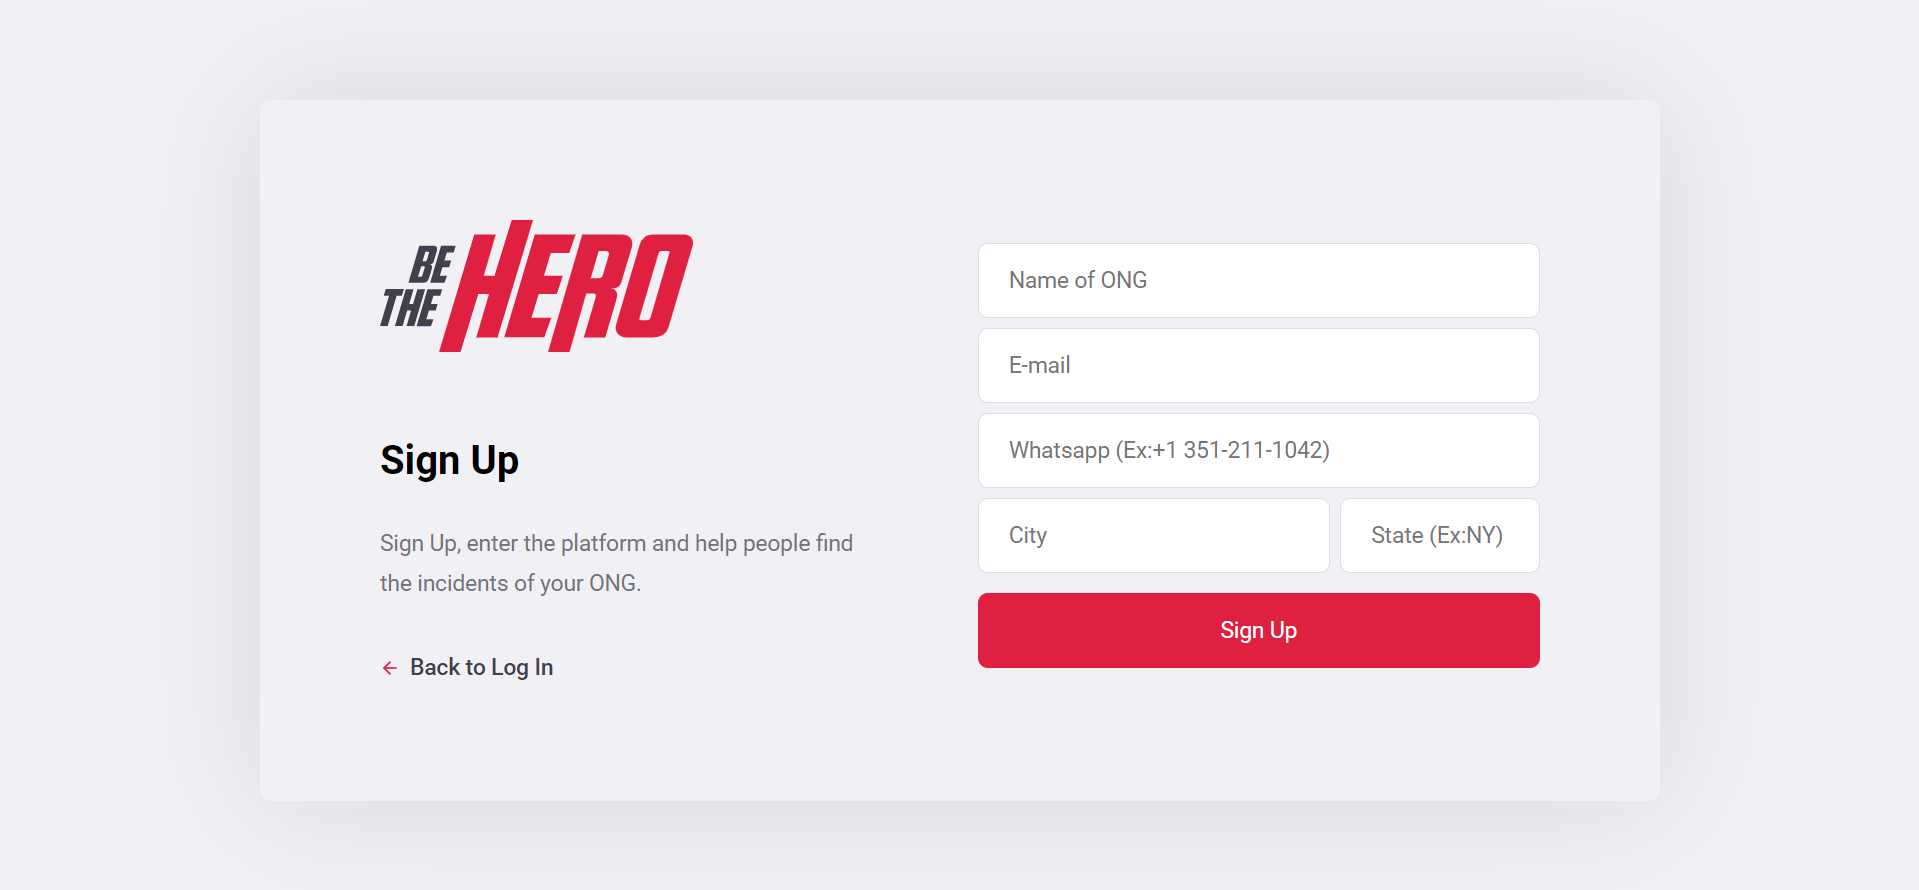 BE
THE HERO
Sign Up
Sign Up, enter the platform and help people find
the incidents of your ONG.
Back to Log In
Name of ONG
E-mail
Whatsapp (Ex:+1 351-211-1042)
City
State (Ex:NY)
Sign Up